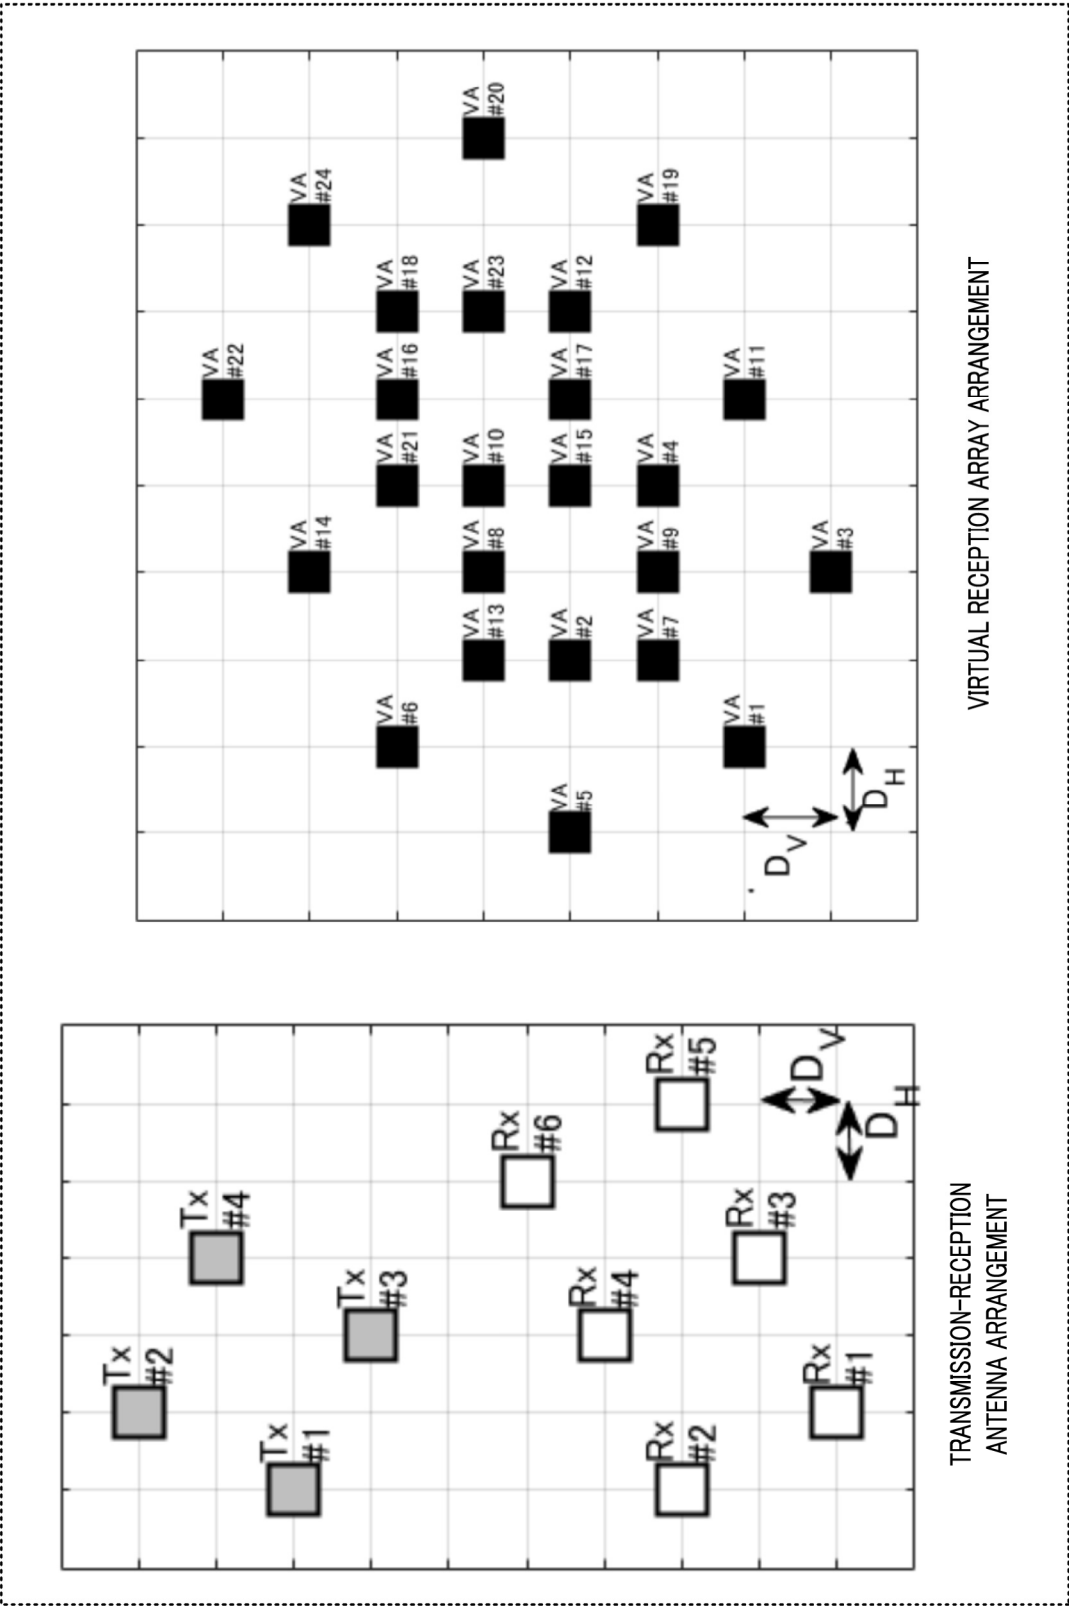 Tx
#2
Tx
#4
Tx
#1
Tx
#3
Rx
#6
Rx
#4
Rx
#2
Rx
#5
Rx
#3
Rx
#1
D V
D H
TRANSMISSION-RECEPTION
ANTENNA ARRANGEMENT
VA
#22
VA
#14
VA
#24
VA
#6
VA
#21
VA
#16
VA
#18
VA
#13
VA
#8
VA
#10
VA
#23
VA
#20
VA
#5
VA
#2
VA
#15
VA
#17
VA
#12
VA
#7
VA
#9
VA
#4
VA
#19
VA
#1
VA
#11
VA
#3
D V
D H
VIRTUAL RECEPTION ARRAY ARRANGEMENT